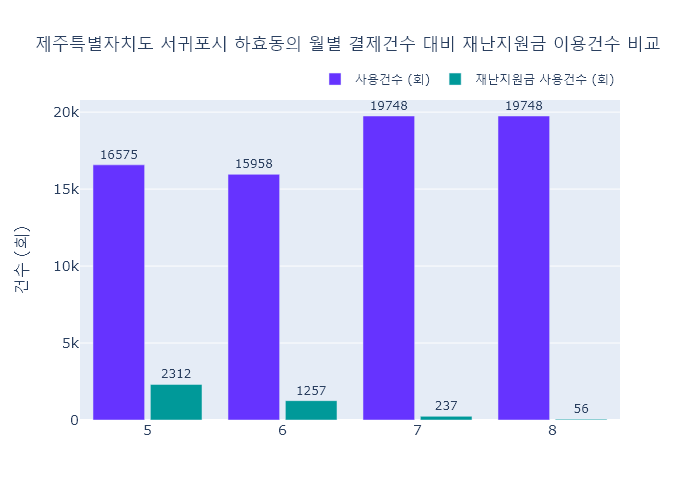 제주특별자치도 서귀포시 하효동의 월별 결제건수 대비 재난지원금 이용건수 비교
사용건수 (회)
재난지원금 사용건수 (회)
건수 (회)
20k
15k
10k
5k
0
16575
2312
15958
1257
19748
237
19748
56
5
6
7
8